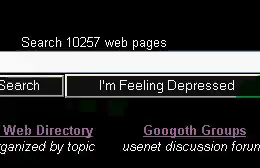 Search 10257 web pages
Search I'm Feeling Depressed
Web Directory Googoth Groups
organized by topic usenet discussion forum